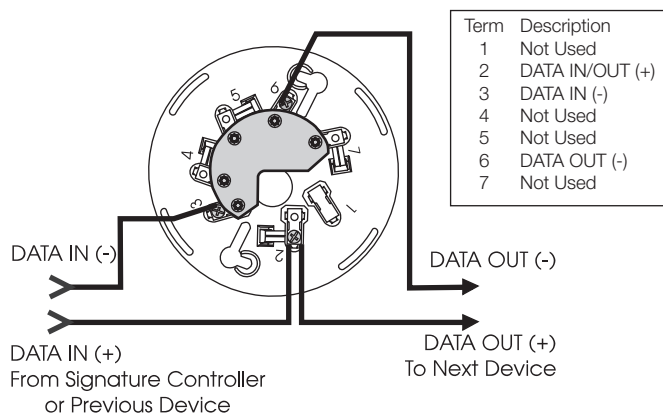 Term Description
1 Not Used
2 DATA IN/OUT (+)
3 DATA IN (-)
4 Not Used
5 Not Used
6 DATA OUT (-)
7 Not Used
6
5
4
7
3
1
2
DATA IN (-)
DATA OUT (-)
DATA IN (+)
From Signature Controller
or Previous Device
DATA OUT (+)
To Next Device